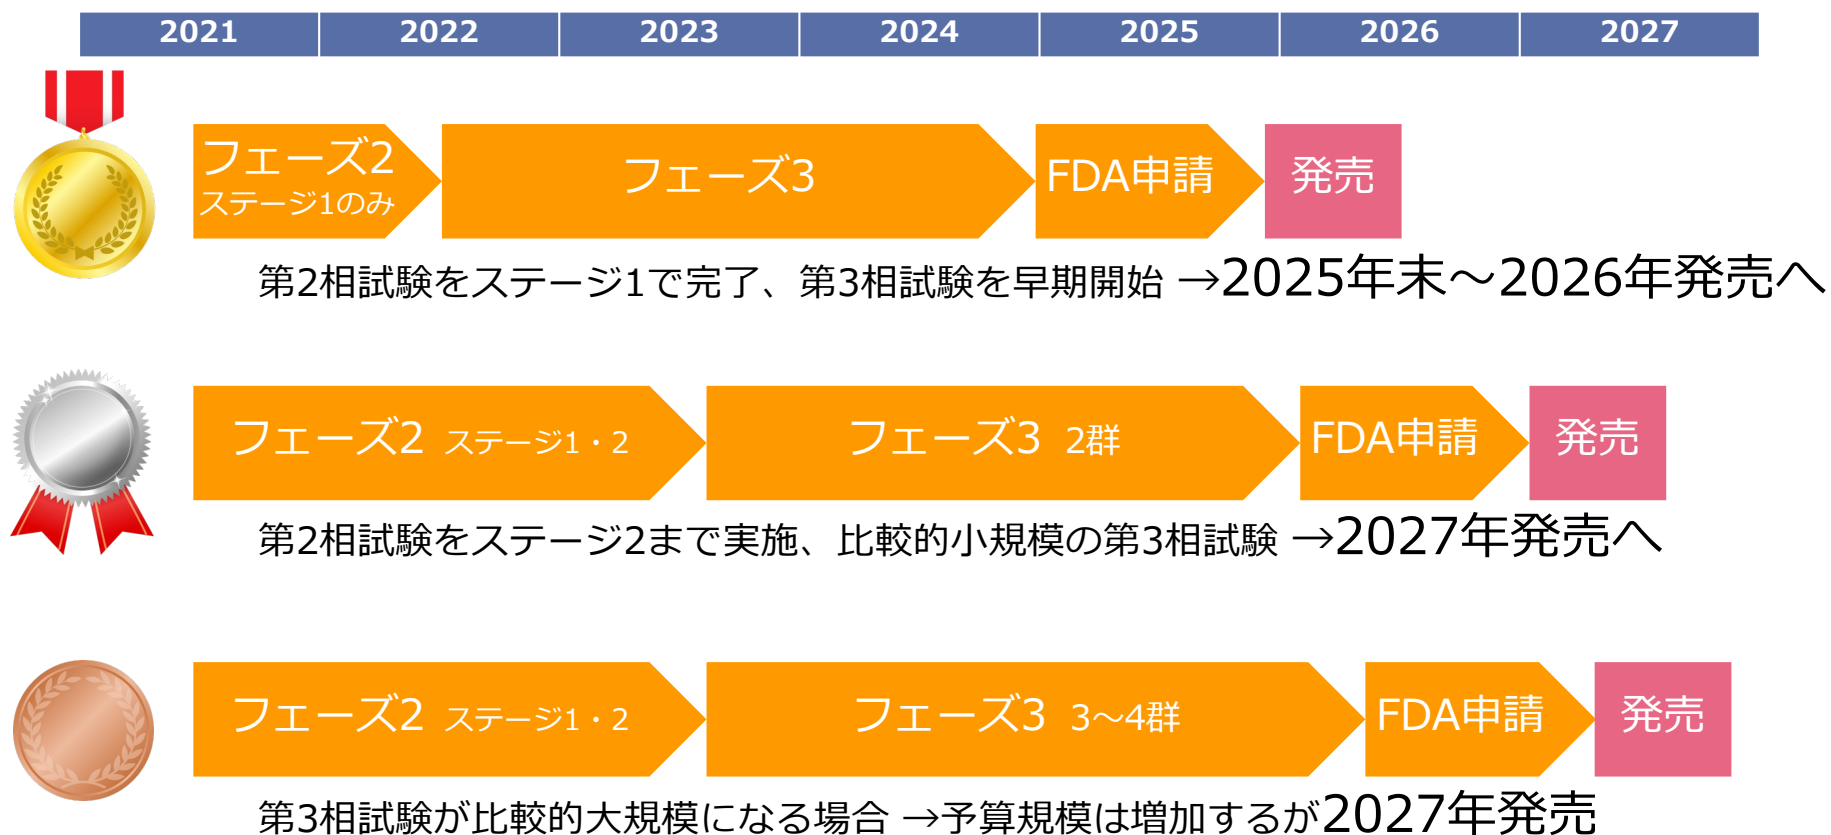 2021 2022 2023 2024 2025 2026 2027
フェーズ2
ステージ1のみ
フェーズ3
FDA申請
発売
第2相試験をステージ1で完了、第3相試験を早期開始 →2025年末～2026年発売へ
フェーズ2 ステージ1・2
フェーズ3 2群
FDA申請
発売
第2相試験をステージ2まで実施、比較的小規模の第3相試験 →2027年発売へ
フェーズ2 ステージ1・2
フェーズ3 3～4群
FDA申請
発売
第3相試験が比較的大規模になる場合 →予算規模は増加するが2027年発売